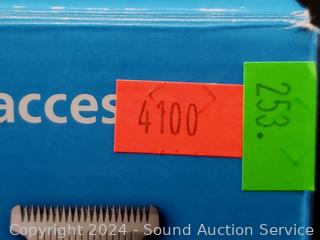 acces
4100
253.
Copyright 2024 - Sound Auction Service